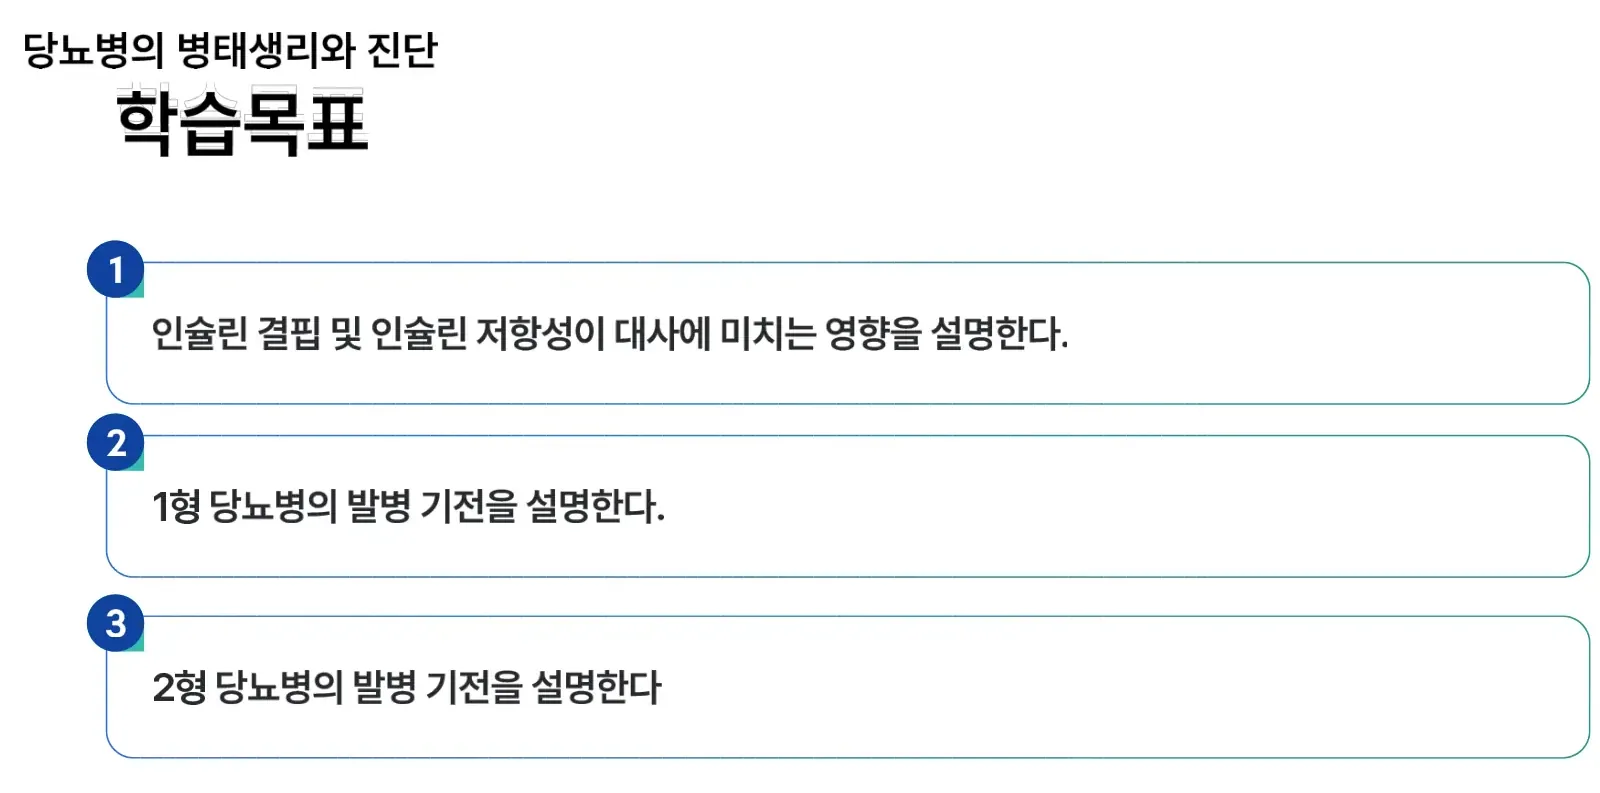 당뇨병의 병태생리와 진단
학습목표
1
인슐린 결핍 및 인슐린 저항성이 대사에 미치는 영향을 설명한다.
2
1형 당뇨병의 발병 기전을 설명한다.
3
2형 당뇨병의 발병 기전을 설명한다